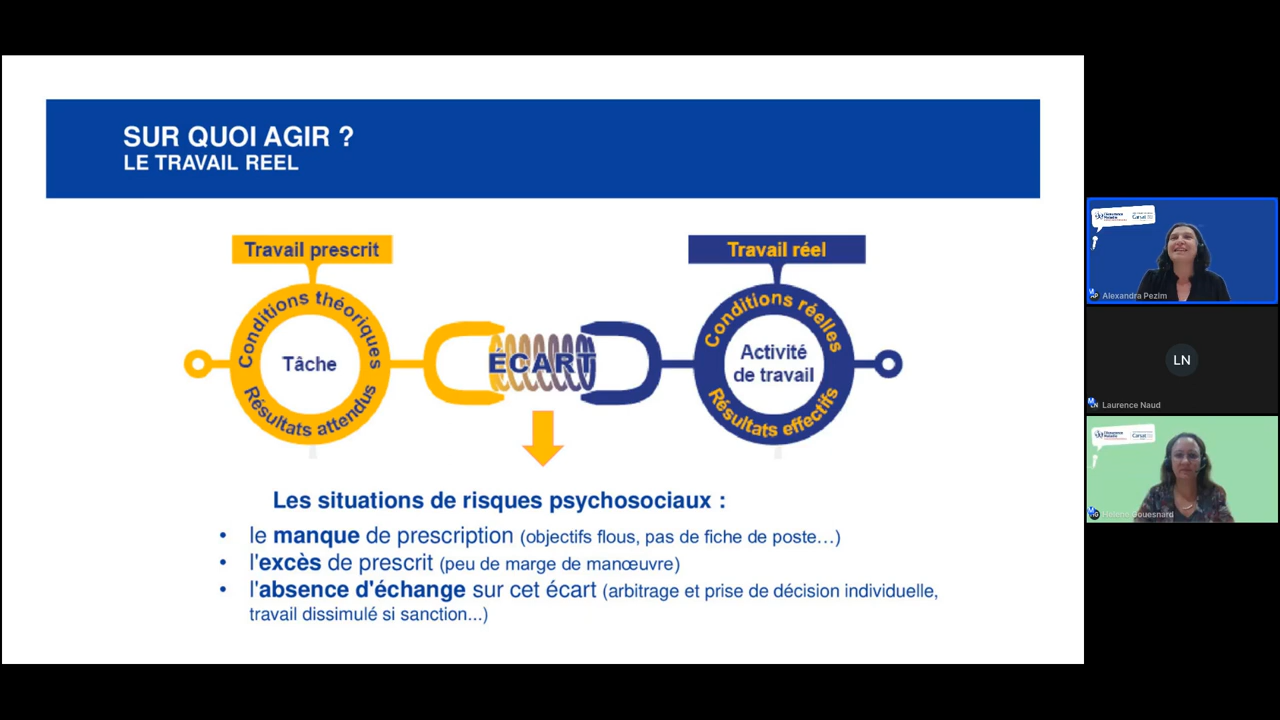 SUR QUOI AGIR ?
LE TRAVAIL REEL
Travail prescrit
Conditions théoriques
Tâche
Résultats attendus
ÉCART
Travail réel
Conditions réelles
Activité
de travail
Résultats effectifs
Les situations de risques psychosociaux :
• le manque de prescription (objectifs flous, pas de fiche de poste…)
• l'excès de prescrit (peu de marge de manœuvre)
• l'absence d'échange sur cet écart (arbitrage et prise de décision individuelle,
travail dissimulé si sanction...)
Alexandra Pezim
LN
Laurence Naud
Hélène Douesnard